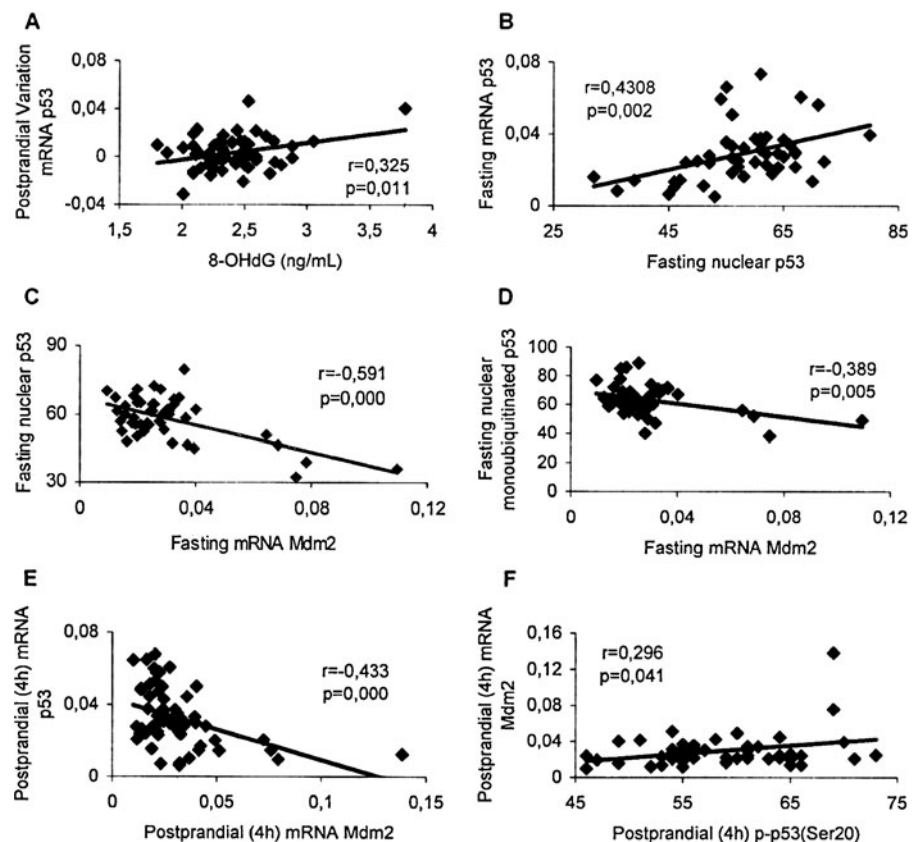 A
Postprandial Variation
mRNA p53
0,08
0,04
0
-0,04
1,5
2
2,5
3
3,5
4
r=0,325
p=0,011
8-OHdG (ng/mL)
B
Fasting mRNA p53
0,08
0,04
0
25
45
65
85
r=0,4308
p=0,002
Fasting nuclear p53
C
Fasting nuclear p53
90
60
30
0
0,04
0,08
0,12
r=-0,591
p=0,000
Fasting mRNA Mdm2
D
Fasting nuclear
monoubiquitinated p53
100
80
60
40
20
0
0
0,04
0,08
0,12
r=-0,389
p=0,005
Fasting mRNA Mdm2
E
Postprandial (4h) mRNA
p53
0,08
0,04
0
0
0,05
0,1
0,15
r=-0,433
p=0,000
Postprandial (4h) mRNA Mdm2
F
Postprandial (4h) mRNA
Mdm2
0,16
0,12
0,08
0,04
0
45
55
65
73
r=0,296
p=0,041
Postprandial (4h) p-p53(Ser20)